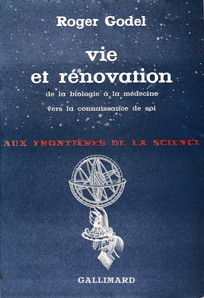 Roger Godel
vie
et rénovation
de la biologie à la médecine
vers la connaissance de soi
AUX FRONTIÈRES DE LA SCIENCE
GALLIMARD